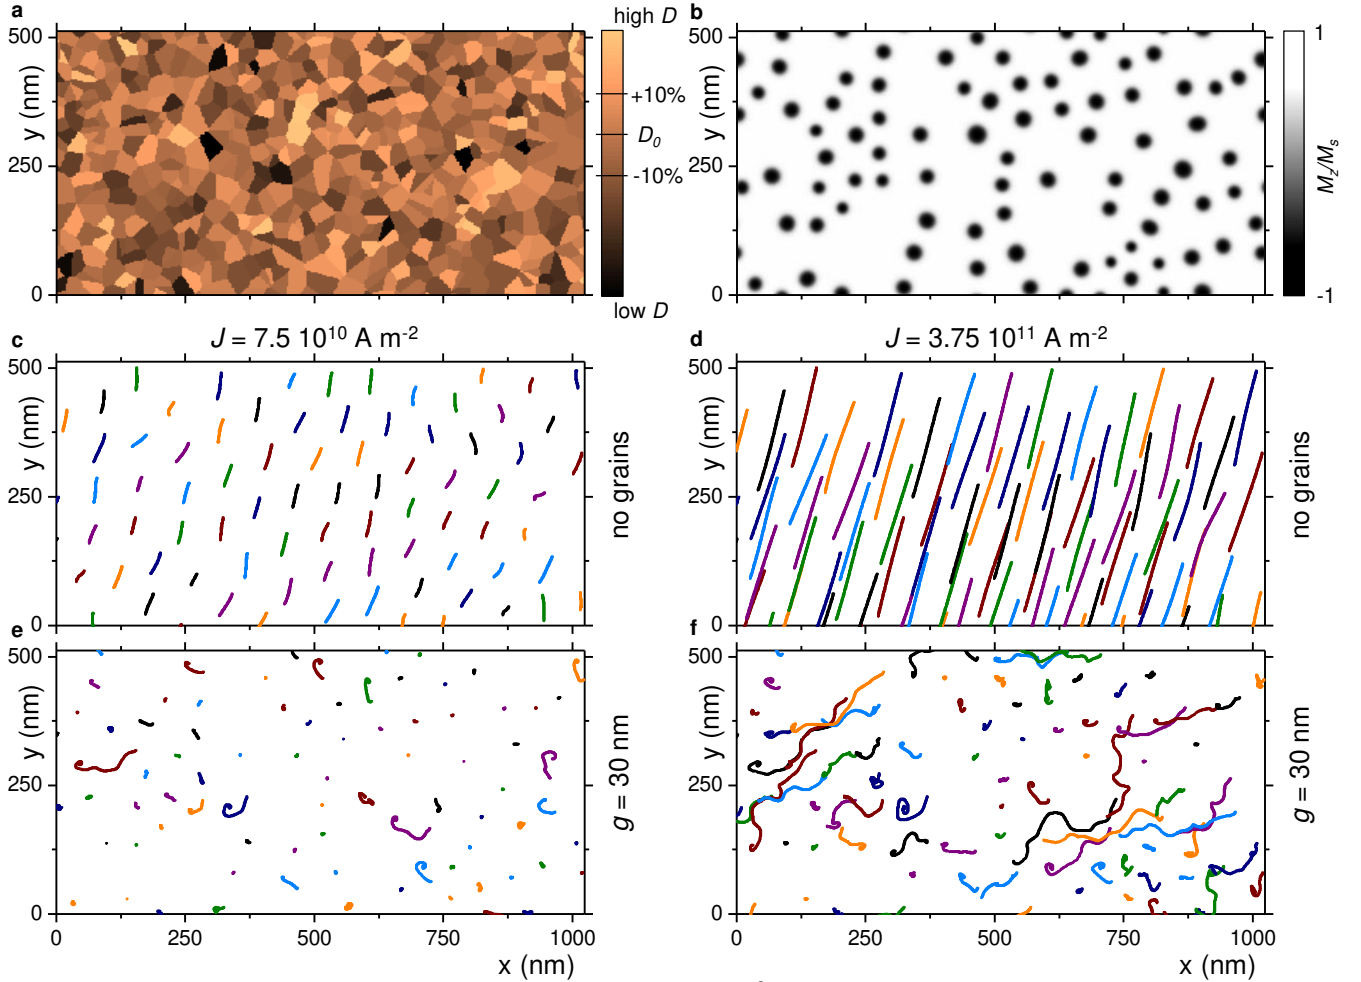 a
high D
+10%
D0
-10%
low D
500
250
0
y (nm)
b
500
250
0
y (nm)
1
-1
Mz/Ms
J = 7.5 10^10 A m^-2
c
500
250
0
y (nm)
no grains
J = 3.75 10^11 A m^-2
d
500
250
0
y (nm)
no grains
e
500
250
0
y (nm)
0 250 500 750 1000
x (nm)
g = 30 nm
f
500
250
0
y (nm)
0 250 500 750 1000
x (nm)
g = 30 nm